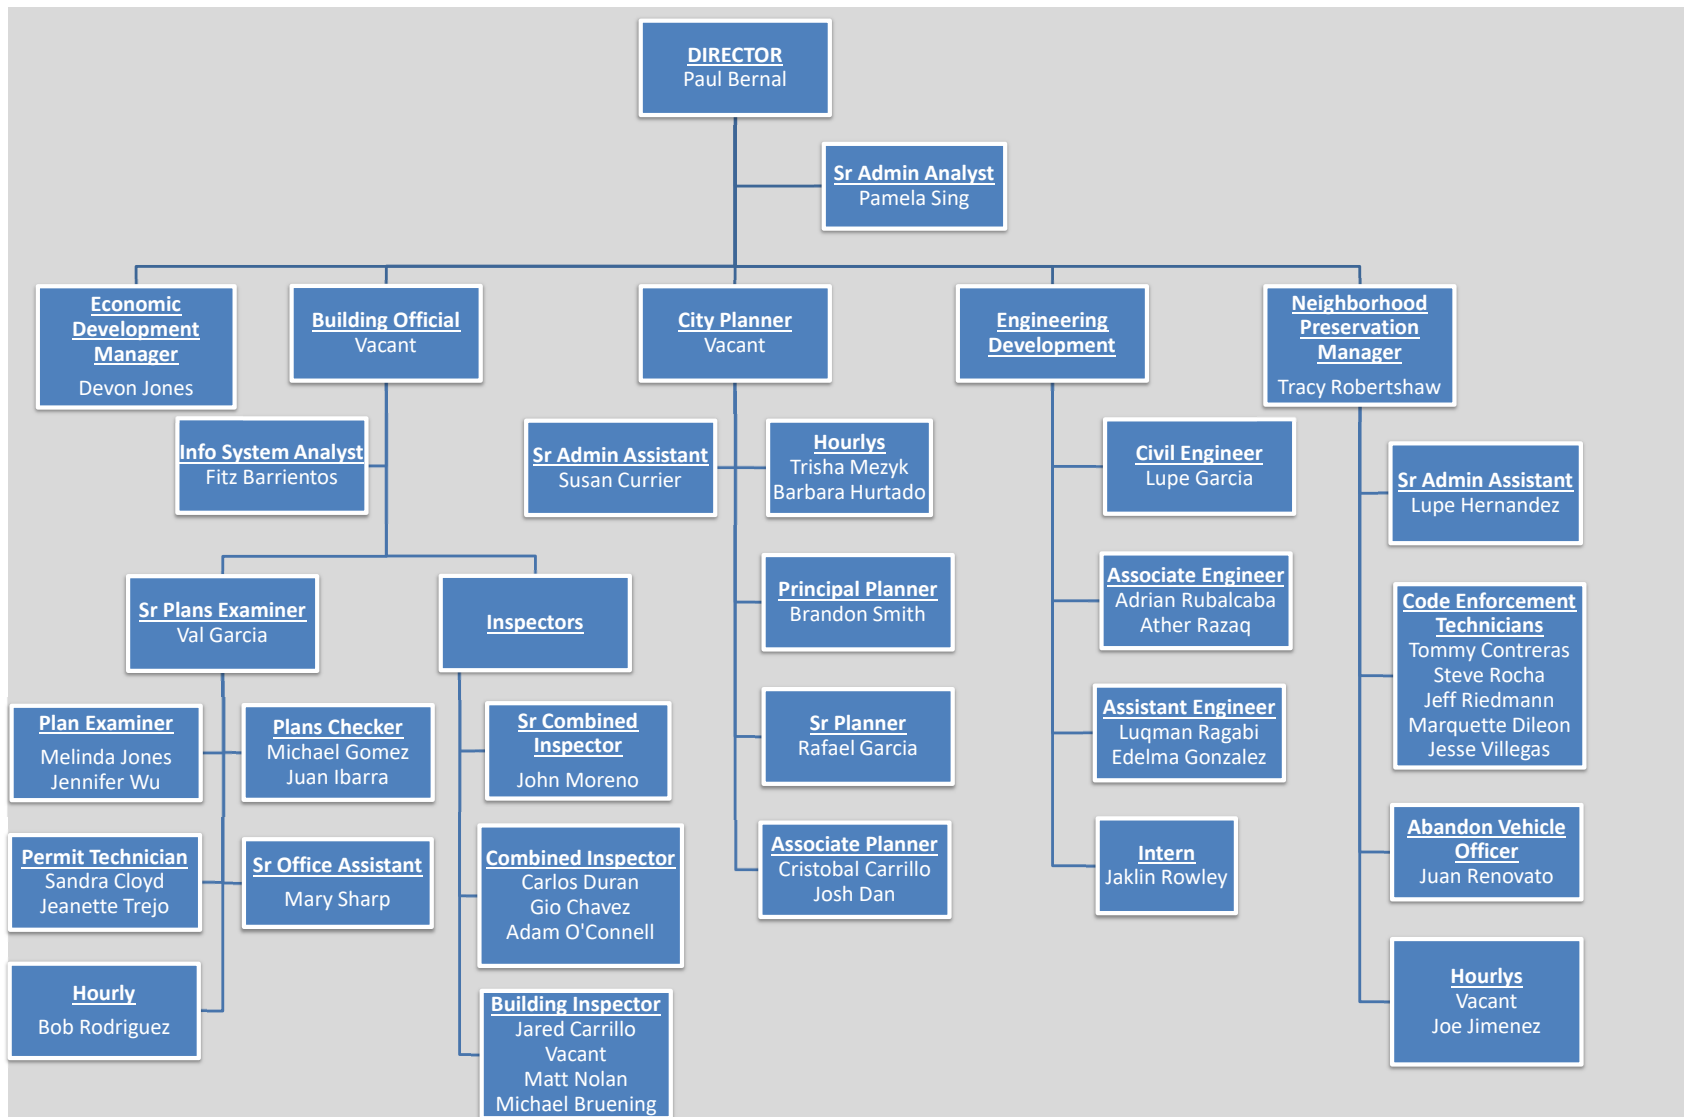 DIRECTOR
Paul Bernal
Sr Admin Analyst
Pamela Sing
Economic
Development
Manager
Devon Jones
Building Official
Vacant
City Planner
Vacant
Engineering
Development
Neighborhood
Preservation
Manager
Tracy Robertshaw
Info System Analyst
Fitz Barrientos
Sr Admin Assistant
Susan Currier
Hourlys
Trisha Mezyk
Barbara Hurtado
Civil Engineer
Lupe Garcia
Sr Admin Assistant
Lupe Hernandez
Sr Plans Examiner
Val Garcia
Inspectors
Principal Planner
Brandon Smith
Associate Engineer
Adrian Rubalcaba
Ather Razaq
Code Enforcement
Technicians
Tommy Contreras
Steve Rocha
Jeff Riedmann
Marquette Dileon
Jesse Villegas
Plan Examiner
Melinda Jones
Jennifer Wu
Plans Checker
Michael Gomez
Juan Ibarra
Sr Combined
Inspector
John Moreno
Sr Planner
Rafael Garcia
Assistant Engineer
Luqman Ragabi
Edelma Gonzalez
Permit Technician
Sandra Cloyd
Jeanette Trejo
Sr Office Assistant
Mary Sharp
Combined Inspector
Carlos Duran
Gio Chavez
Adam O'Connell
Associate Planner
Cristobal Carrillo
Josh Dan
Intern
Jaklin Rowley
Abandon Vehicle
Officer
Juan Renovato
Hourly
Bob Rodriguez
Building Inspector
Jared Carrillo
Vacant
Matt Nolan
Michael Bruening
Hourlys
Vacant
Joe Jimenez